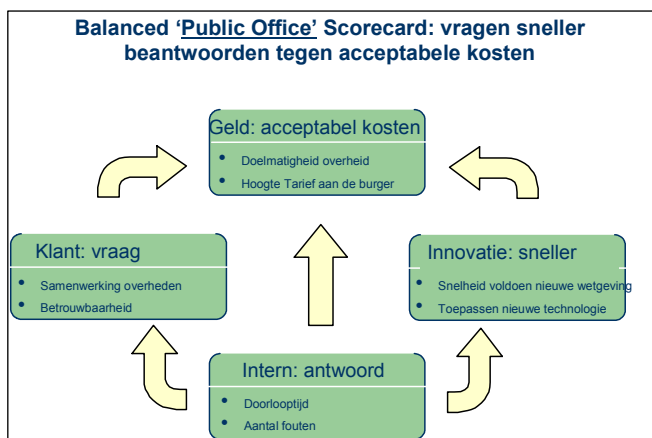 Balanced ‘Public Office’ Scorecard: vragen sneller
beantwoorden tegen acceptabele kosten
Geld: acceptabel kosten
• Doelmatigheid overheid
• Hoogte Tarief aan de burger
Klant: vraag
• Samenwerking overheden
• Betrouwbaarheid
Innovatie: sneller
• Snelheid voldoen nieuwe wetgeving
• Toepassen nieuwe technologie
Intern: antwoord
• Doorlooptijd
• Aantal fouten